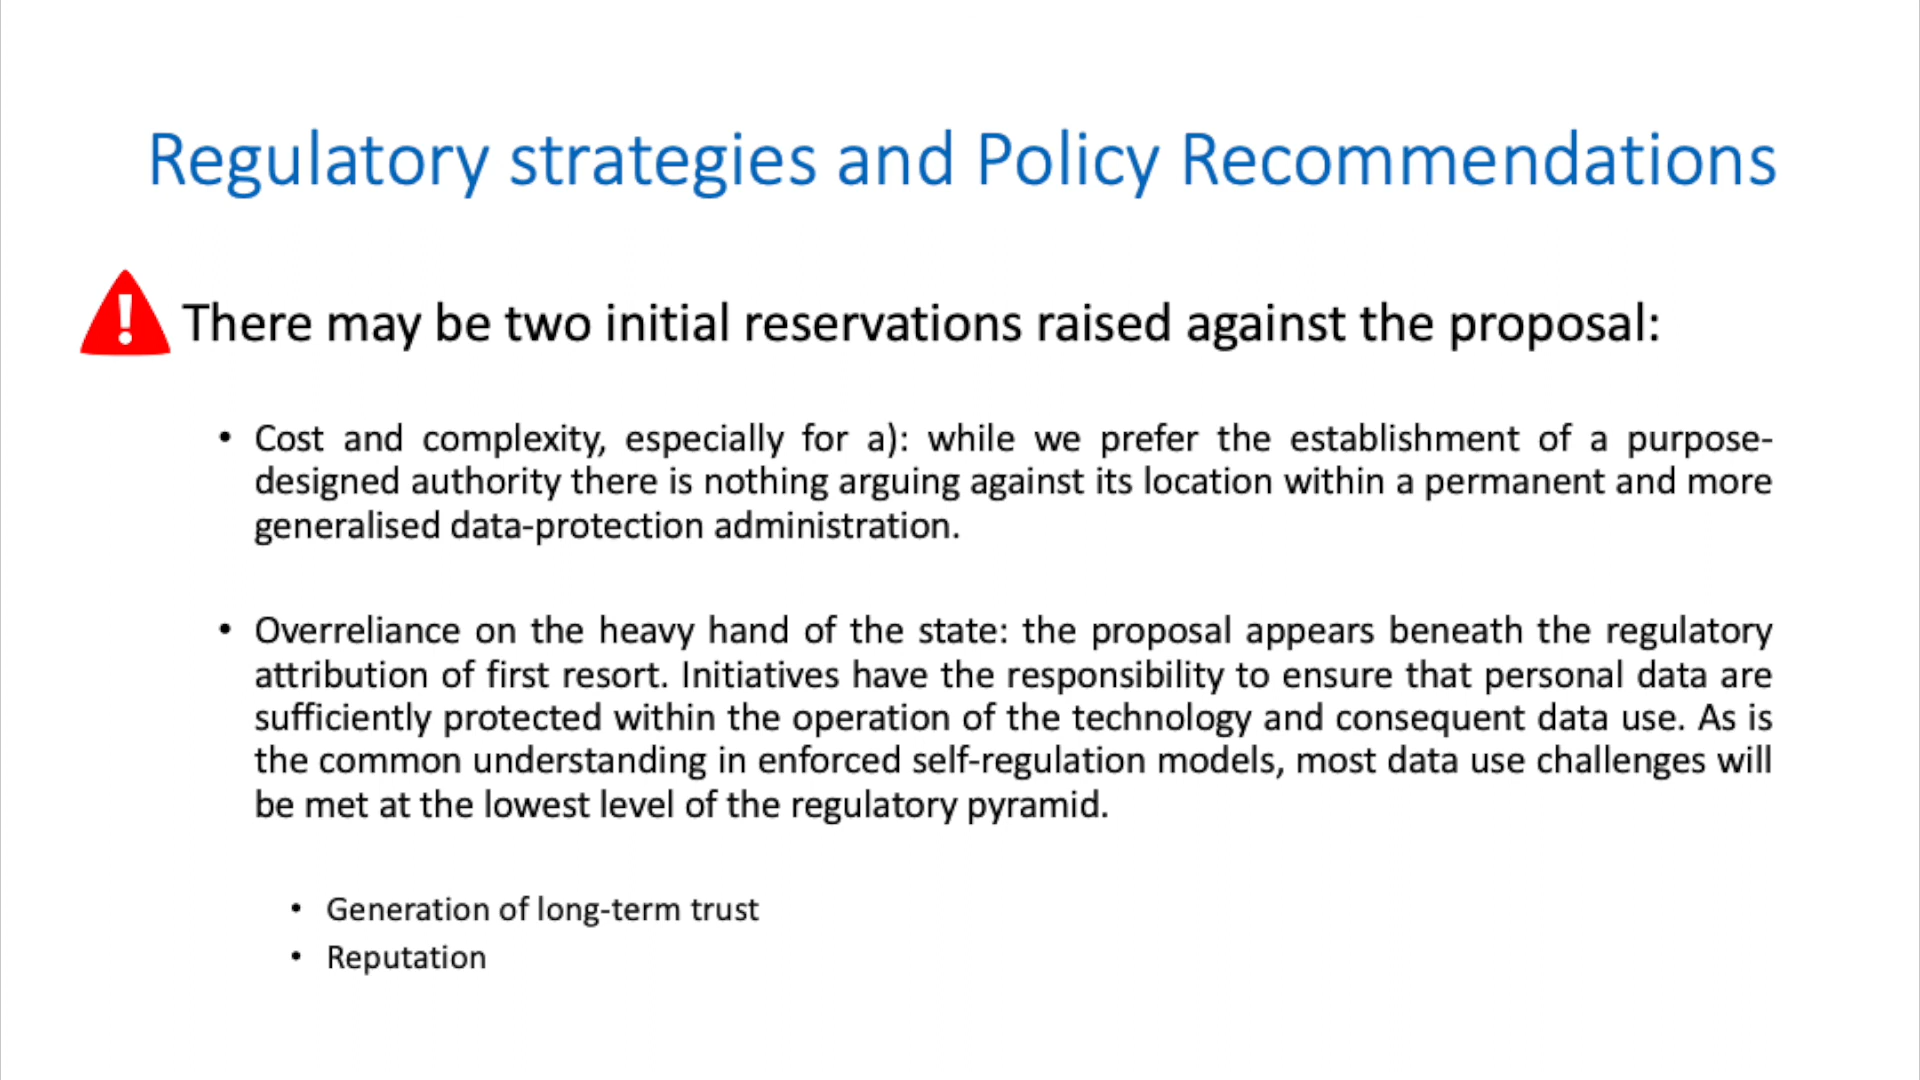 Regulatory strategies and Policy Recommendations
There may be two initial reservations raised against the proposal:
• Cost and complexity, especially for a): while we prefer the establishment of a purpose-
designed authority there is nothing arguing against its location within a permanent and more
generalised data-protection administration.
• Overreliance on the heavy hand of the state: the proposal appears beneath the regulatory
attribution of first resort. Initiatives have the responsibility to ensure that personal data are
sufficiently protected within the operation of the technology and consequent data use. As is
the common understanding in enforced self-regulation models, most data use challenges will
be met at the lowest level of the regulatory pyramid.
• Generation of long-term trust
• Reputation